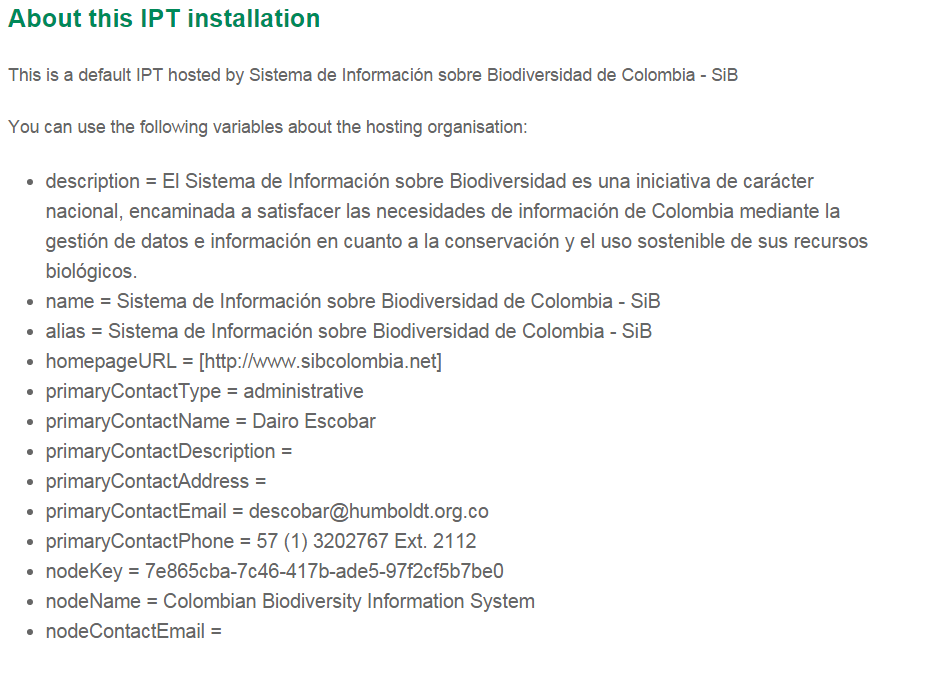 About this IPT installation
This is a default IPT hosted by Sistema de Información sobre Biodiversidad de Colombia - SiB
You can use the following variables about the hosting organisation:
• description = El Sistema de Información sobre Biodiversidad es una iniciativa de carácter
nacional, encaminada a satisfacer las necesidades de información de Colombia mediante la
gestión de datos e información en cuanto a la conservación y el uso sostenible de sus recursos
biológicos.
• name = Sistema de Información sobre Biodiversidad de Colombia - SiB
• alias = Sistema de Información sobre Biodiversidad de Colombia - SiB
• homepageURL = [http://www.sibcolombia.net]
• primaryContactType = administrative
• primaryContactName = Dairo Escobar
• primaryContactDescription =
• primaryContactAddress =
• primaryContactEmail = descobar@humboldt.org.co
• primaryContactPhone = 57 (1) 3202767 Ext. 2112
• nodeKey = 7e865cba-7c46-417b-ade5-97f2cf5b7be0
• nodeName = Colombian Biodiversity Information System
• nodeContactEmail =